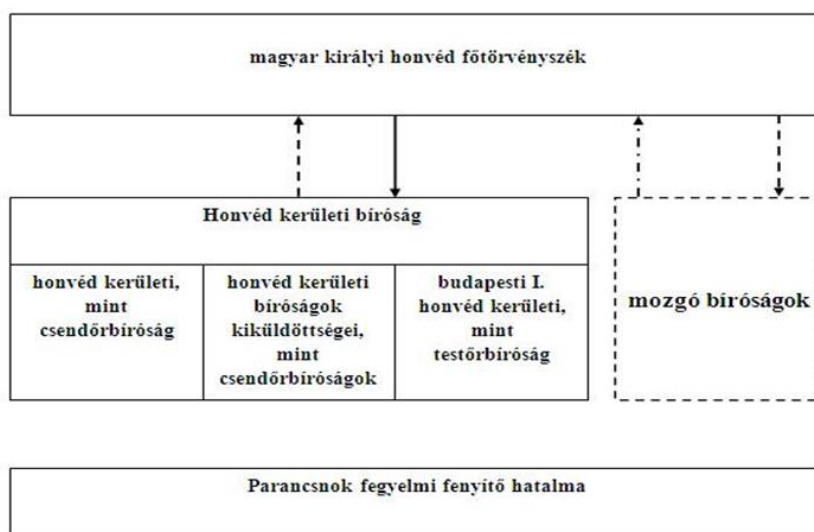 magyar királyi honvéd főtörvényszék
Honvéd kerületi bíróság
honvéd kerületi,
mint
csendőrbíróság
honvéd kerületi
bíróságok
kiküldöttségei,
mint
csendőrbíróságok
budapesti I.
honvéd kerületi,
mint
testőrbíróság
mozgó bíróságok
Parancsnok fegyelmi fenyítő hatalma